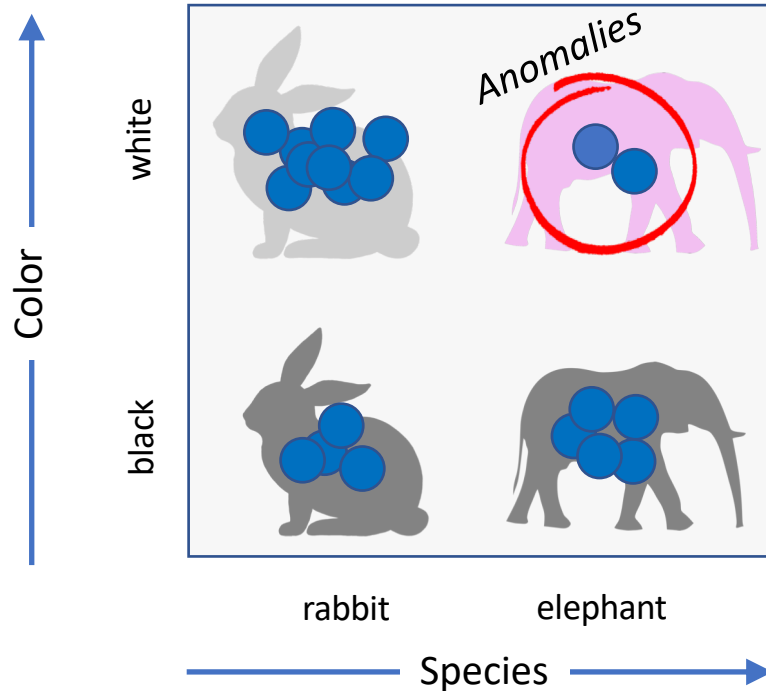 Anomalies
white
Color
black
rabbit
elephant
Species